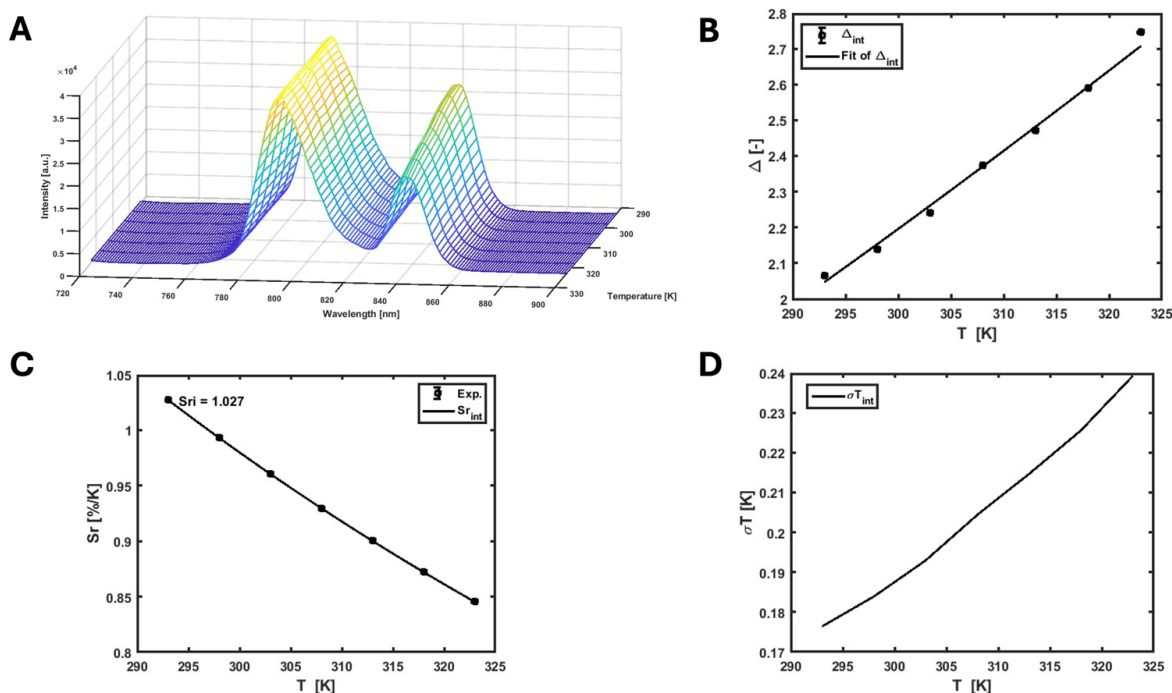 A
×10⁴
4
3.5
3
2.5
2
1.5
1
0.5
0
Intensity [a.u.]
720 740 760 780 800 820 840 860 880 900
Wavelength [nm]
290
300
310
320
330
Temperature [K]
B
Δint
Fit of Δint
2.8
2.7
2.6
2.5
2.4
2.3
2.2
2.1
2
Δ [-]
290 295 300 305 310 315 320 325
T [K]
C
Sri = 1.027
Exp.
Srint
1.05
1
0.95
0.9
0.85
0.8
Sr [%/K]
290 295 300 305 310 315 320 325
T [K]
D
σTint
0.24
0.23
0.22
0.21
0.2
0.19
0.18
0.17
σT [K]
290 295 300 305 310 315 320 325
T [K]